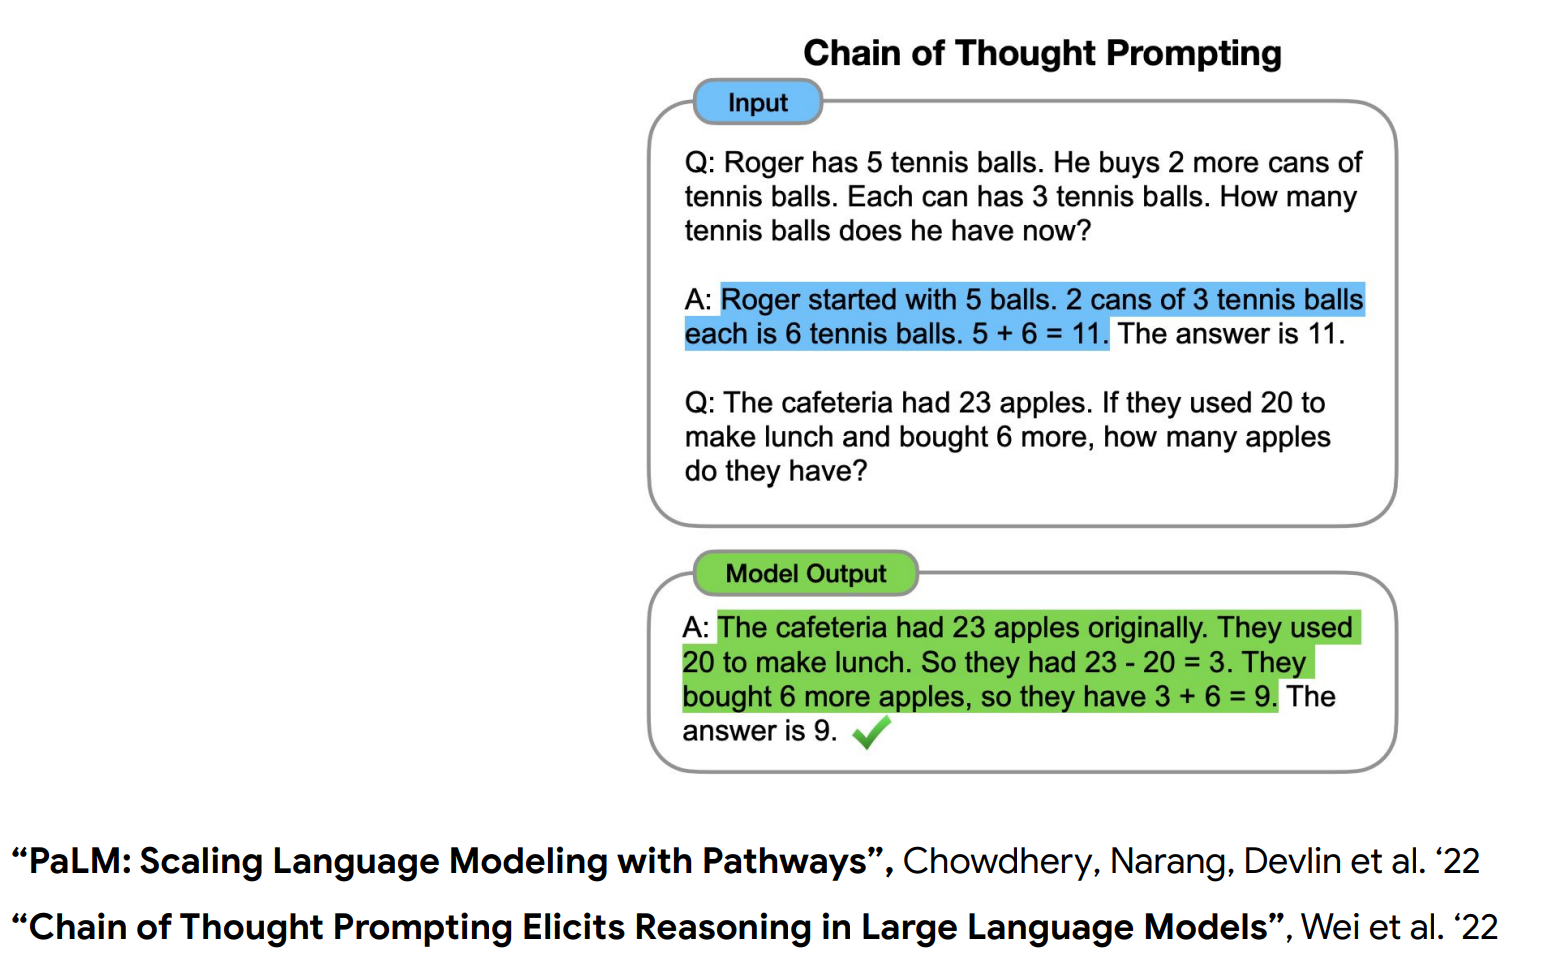 Chain of Thought Prompting
Input
Q: Roger has 5 tennis balls. He buys 2 more cans of
tennis balls. Each can has 3 tennis balls. How many
tennis balls does he have now?
A: Roger started with 5 balls. 2 cans of 3 tennis balls
each is 6 tennis balls. 5 + 6 = 11. The answer is 11.
Q: The cafeteria had 23 apples. If they used 20 to
make lunch and bought 6 more, how many apples
do they have?
Model Output
A: The cafeteria had 23 apples originally. They used
20 to make lunch. So they had 23 - 20 = 3. They
bought 6 more apples, so they have 3 + 6 = 9. The
answer is 9.
“PaLM: Scaling Language Modeling with Pathways”, Chowdhery, Narang, Devlin et al. ‘22
“Chain of Thought Prompting Elicits Reasoning in Large Language Models”, Wei et al. ‘22